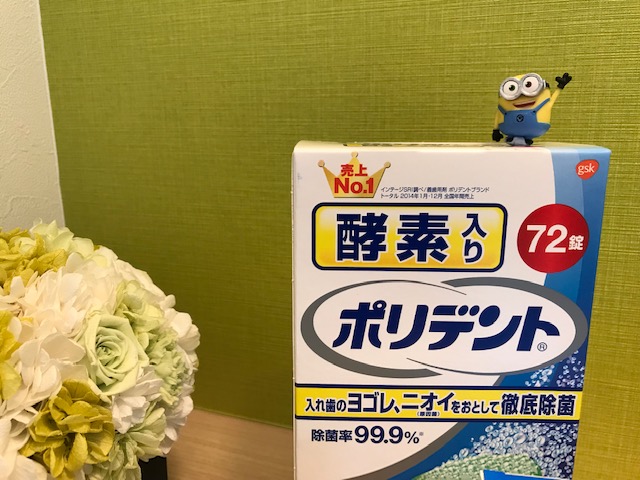 売上
No.1
インテージSRI調べ/義歯用剤 ポリデントブランド
トータル 2014年1月-12月 全国年間売上
gsk
酵素入り
72錠
ポリデント®
入れ歯のヨゴレ、ニオイをおとして徹底除菌
(原因菌)
除菌率99.9%※